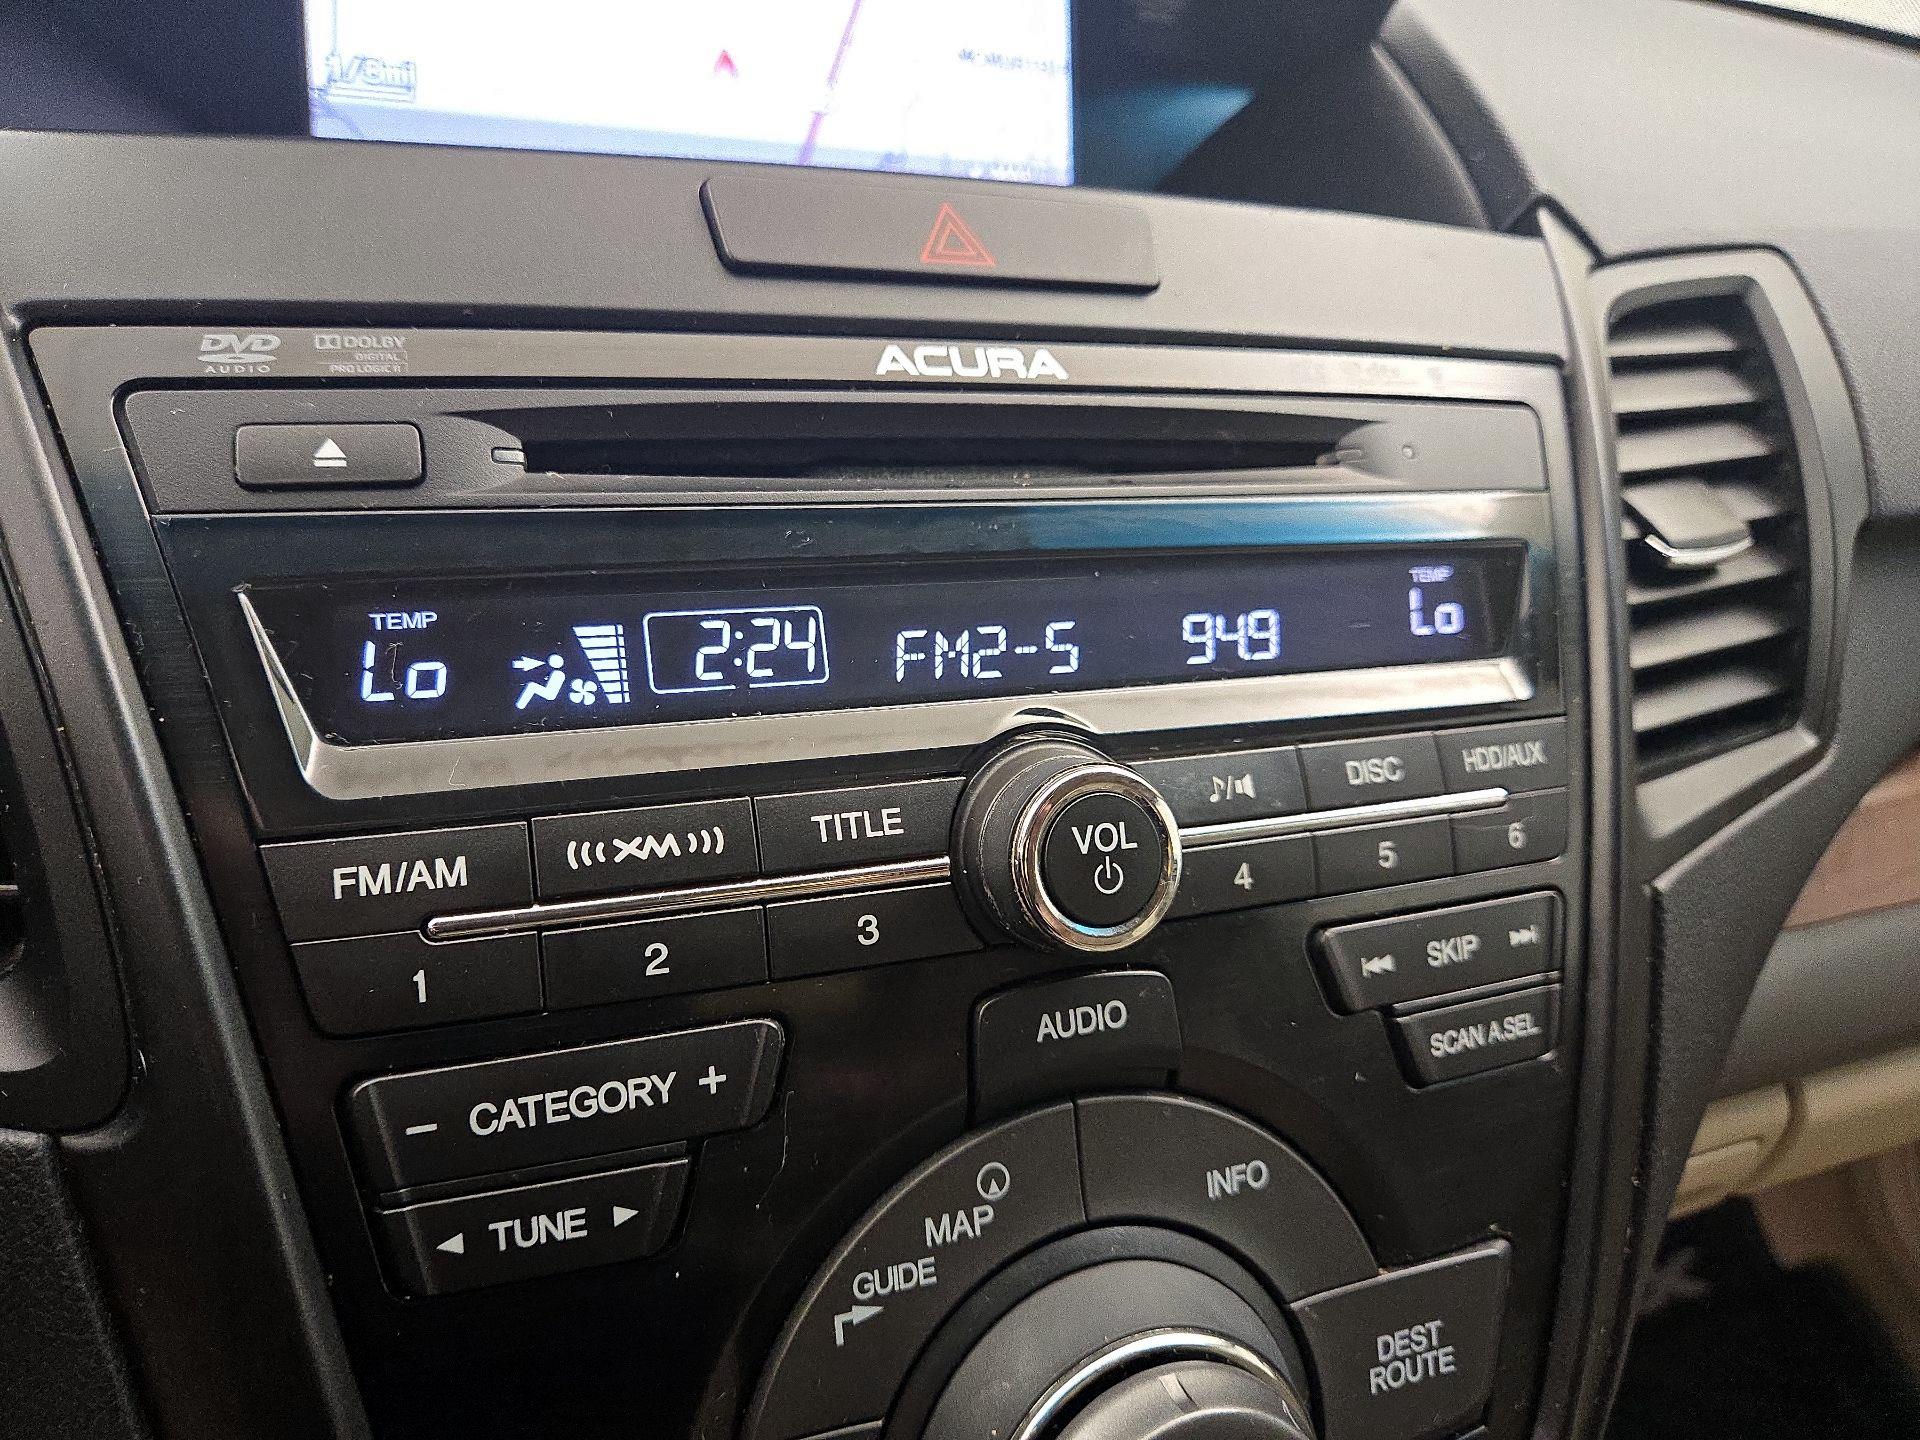 1/8mi
DVD
AUDIO
DOLBY
DIGITAL
PRO LOGIC II
ACURA
TEMP
Lo
2:24
FM2-5
949
TEMP
Lo
FM/AM
XM
TITLE
VOL
DISC
HDD/AUX
1
2
3
4
5
6
SKIP
SCAN A.SEL
AUDIO
- CATEGORY +
TUNE
MAP
GUIDE
INFO
DEST
ROUTE